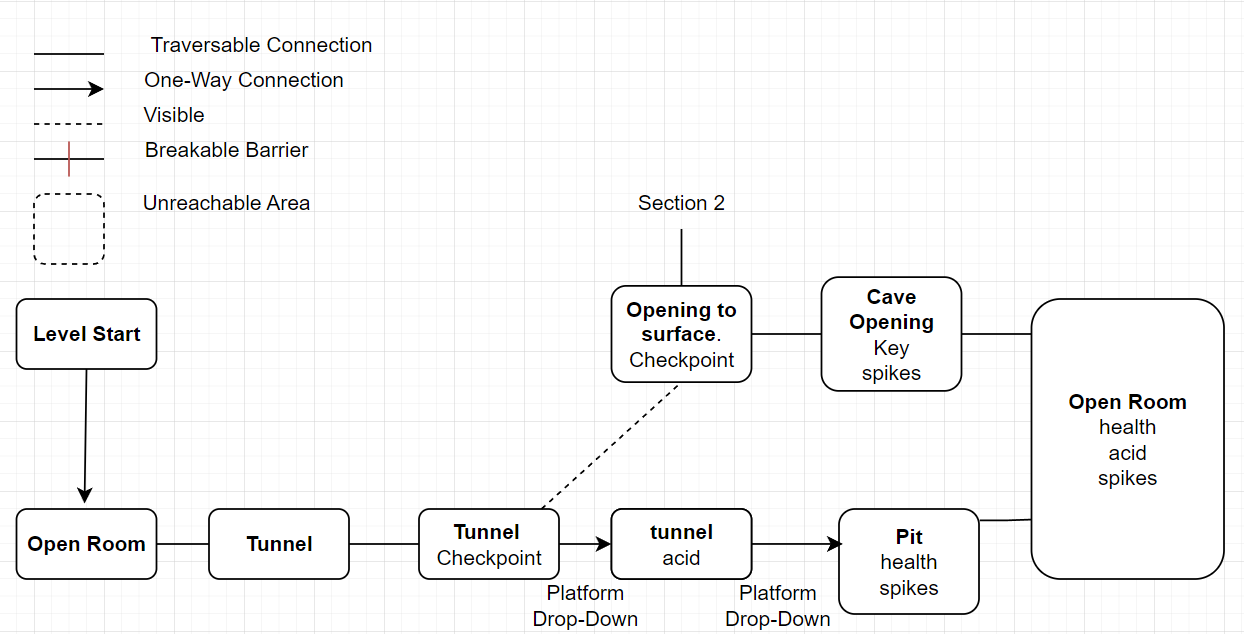 Traversable Connection
One-Way Connection
Visible
Breakable Barrier
Unreachable Area
Section 2
Level Start
Opening to
surface.
Checkpoint
Cave
Opening
Key
spikes
Open Room
health
acid
spikes
Open Room
Tunnel
Tunnel
Checkpoint
tunnel
acid
Pit
health
spikes
Platform
Drop-Down
Platform
Drop-Down